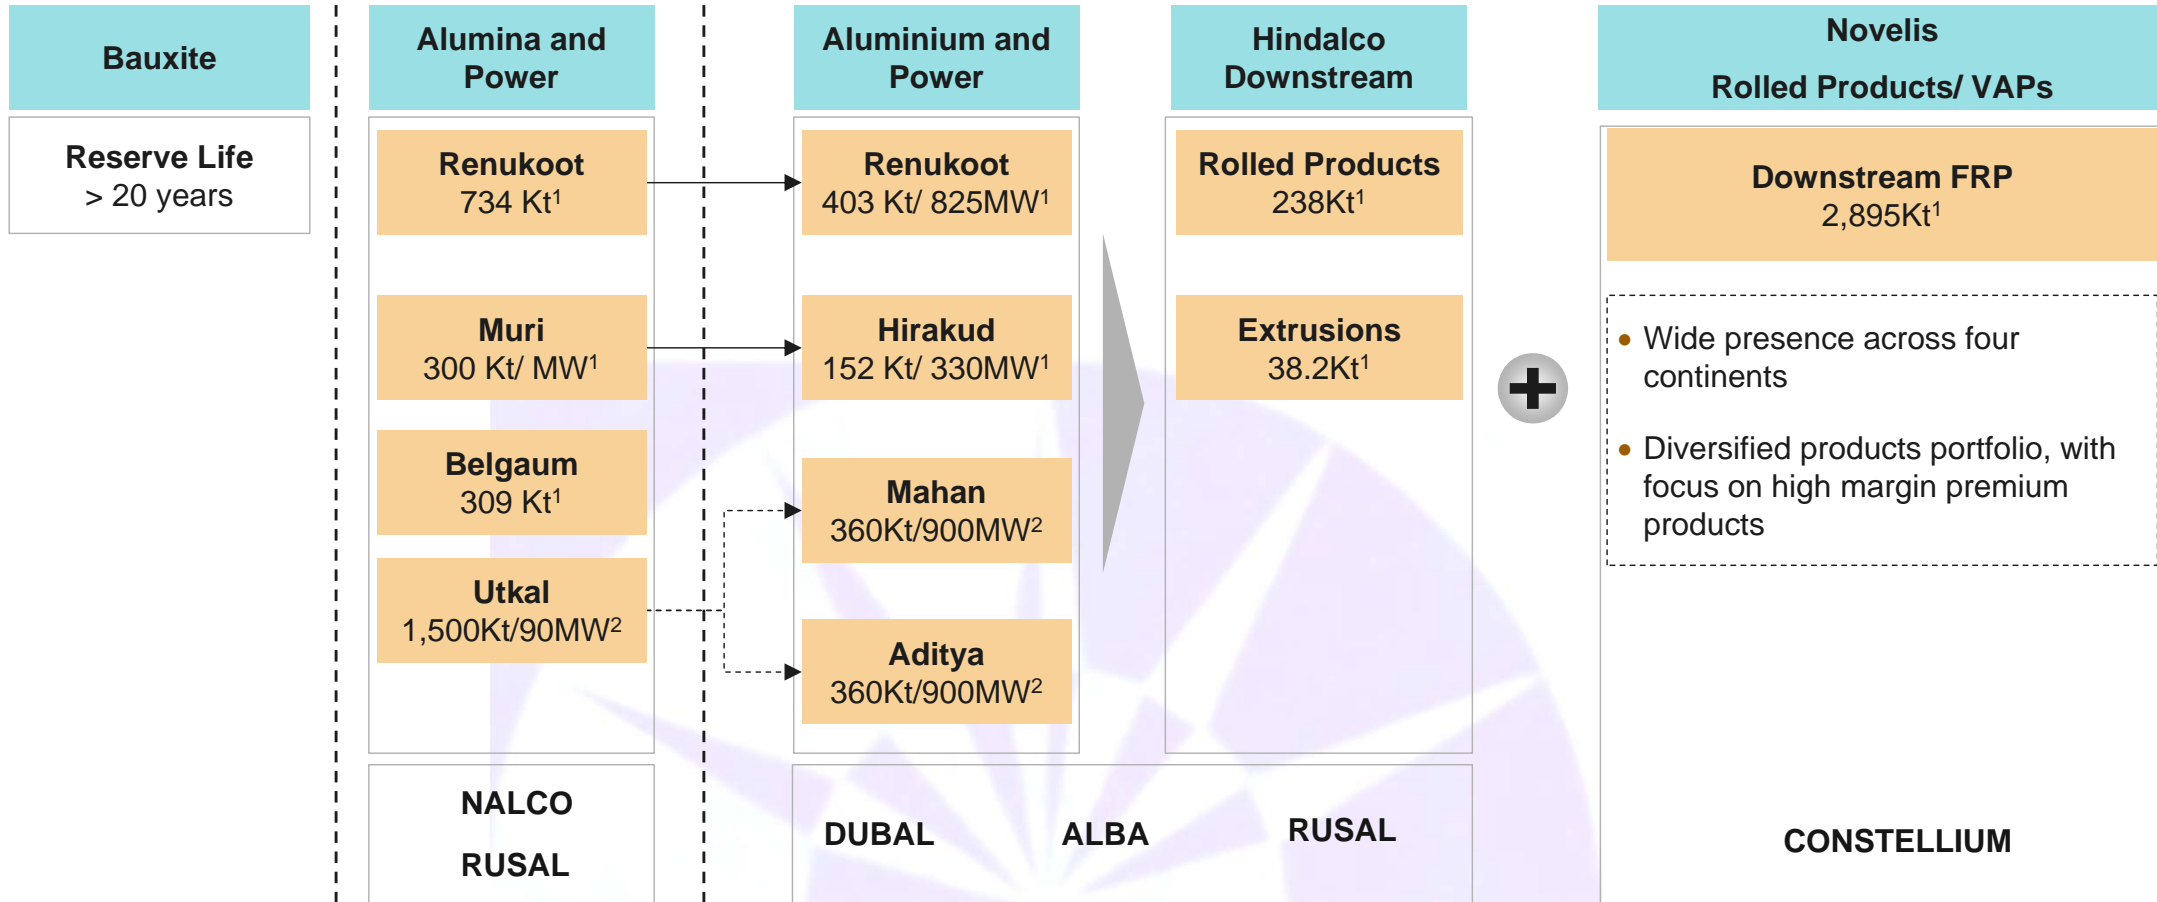 Bauxite
Reserve Life
> 20 years
Alumina and
Power
Renukoot
734 Kt¹
Muri
300 Kt/ MW¹
Belgaum
309 Kt¹
Utkal
1,500Kt/90MW²
NALCO
RUSAL
Aluminium and
Power
Renukoot
403 Kt/ 825MW¹
Hirakud
152 Kt/ 330MW¹
Mahan
360Kt/900MW²
Aditya
360Kt/900MW²
Hindalco
Downstream
Rolled Products
238Kt¹
Extrusions
38.2Kt¹
DUBAL ALBA RUSAL
Novelis
Rolled Products/ VAPs
Downstream FRP
2,895Kt¹
• Wide presence across four
continents
• Diversified products portfolio, with
focus on high margin premium
products
CONSTELLIUM